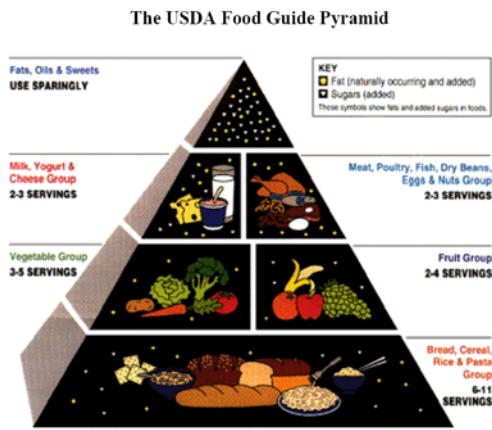 The USDA Food Guide Pyramid
Fats, Oils & Sweets
USE SPARINGLY
KEY
Fat (naturally occurring and added)
Sugars (added)
These symbols show fats and added sugars in foods.
Milk, Yogurt &
Cheese Group
2-3 SERVINGS
Meat, Poultry, Fish, Dry Beans,
Eggs & Nuts Group
2-3 SERVINGS
Vegetable Group
3-5 SERVINGS
Fruit Group
2-4 SERVINGS
Bread, Cereal,
Rice & Pasta
Group
6-11
SERVINGS